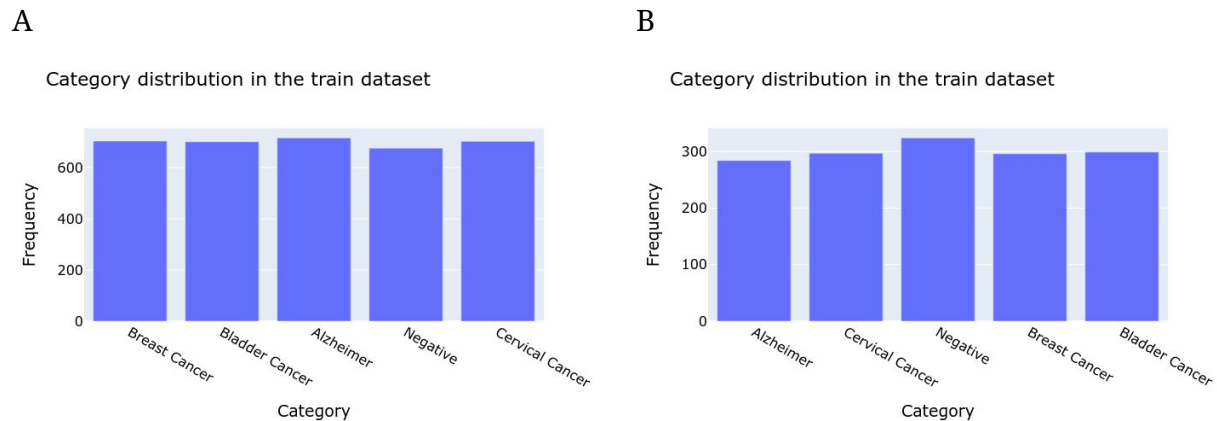 A
Category distribution in the train dataset
Frequency
600
400
200
0
Breast Cancer
Bladder Cancer
Alzheimer
Negative
Cervical Cancer
Category
B
Category distribution in the train dataset
Frequency
300
200
100
0
Alzheimer
Cervical Cancer
Negative
Breast Cancer
Bladder Cancer
Category